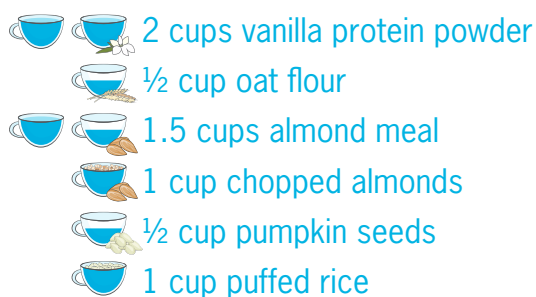 2 cups vanilla protein powder
½ cup oat flour
1.5 cups almond meal
1 cup chopped almonds
½ cup pumpkin seeds
1 cup puffed rice